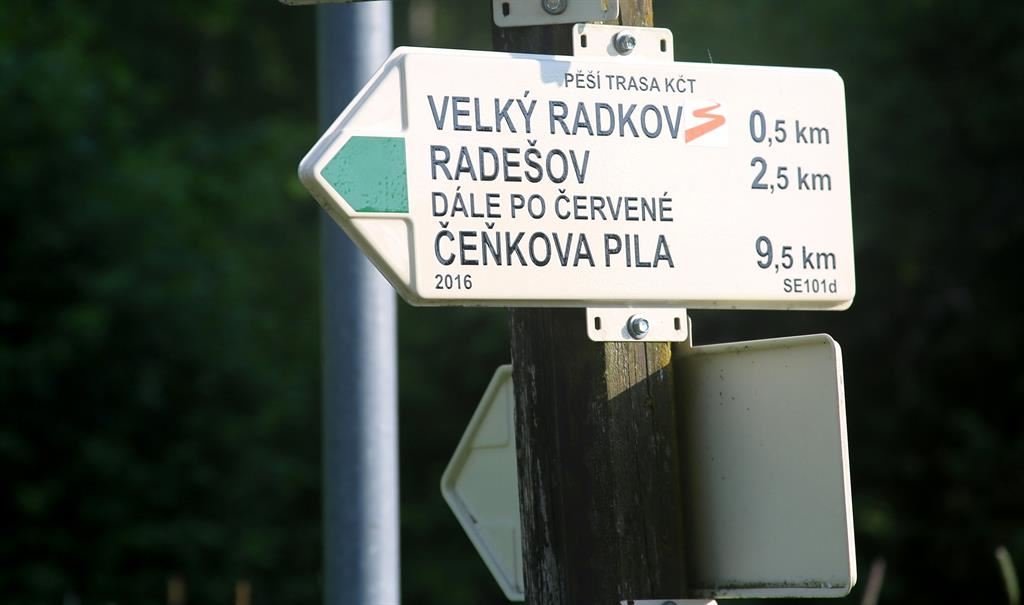 PĚŠÍ TRASA KČT
VELKÝ RADKOV 0,5 km
RADEŠOV 2,5 km
DÁLE PO ČERVENÉ
ČEŇKOVA PILA 9,5 km
2016 SE101d